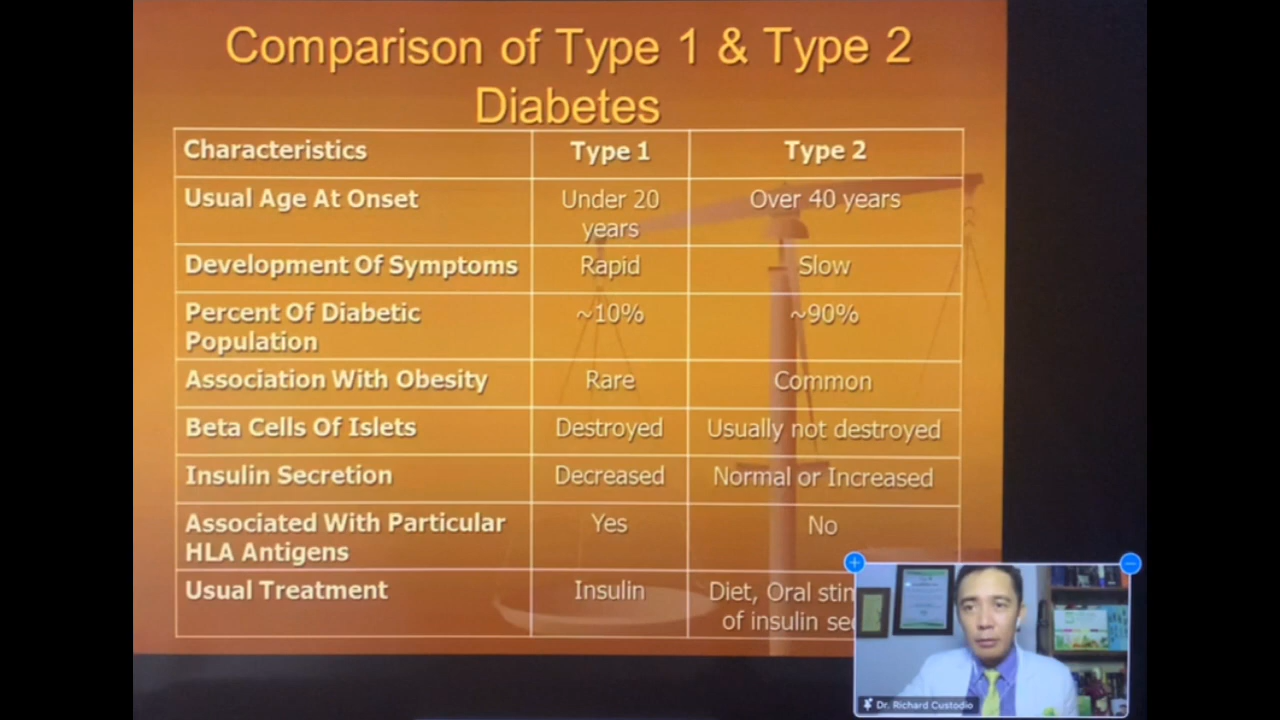 Comparison of Type 1 & Type 2
Diabetes
Characteristics Type 1 Type 2
Usual Age At Onset Under 20 years Over 40 years
Development Of Symptoms Rapid Slow
Percent Of Diabetic Population ~10% ~90%
Association With Obesity Rare Common
Beta Cells Of Islets Destroyed Usually not destroyed
Insulin Secretion Decreased Normal or Increased
Associated With Particular HLA Antigens Yes No
Usual Treatment Insulin Diet, Oral stin
of insulin se
Dr. Richard Custodio